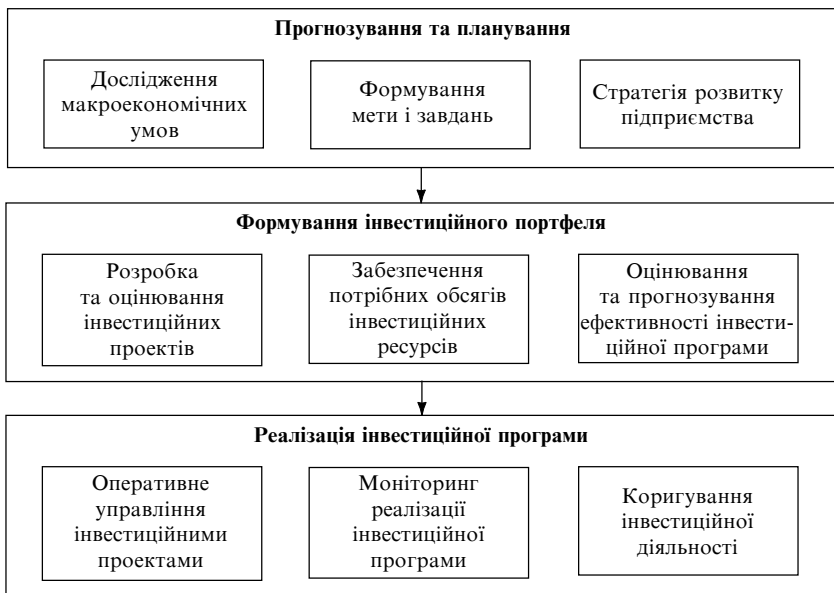 Прогнозування та планування
Дослідження
макроекономічних
умов
Формування
мети і завдань
Стратегія розвитку
підприємства
Формування інвестиційного портфеля
Розробка
та оцінювання
інвестиційних
проектів
Забезпечення
потрібних обсягів
інвестиційних
ресурсів
Оцінювання
та прогнозування
ефективності інвести-
ційної програми
Реалізація інвестиційної програми
Оперативне
управління
інвестиційними
проектами
Моніторинг
реалізації
інвестиційної
програми
Коригування
інвестиційної
діяльності